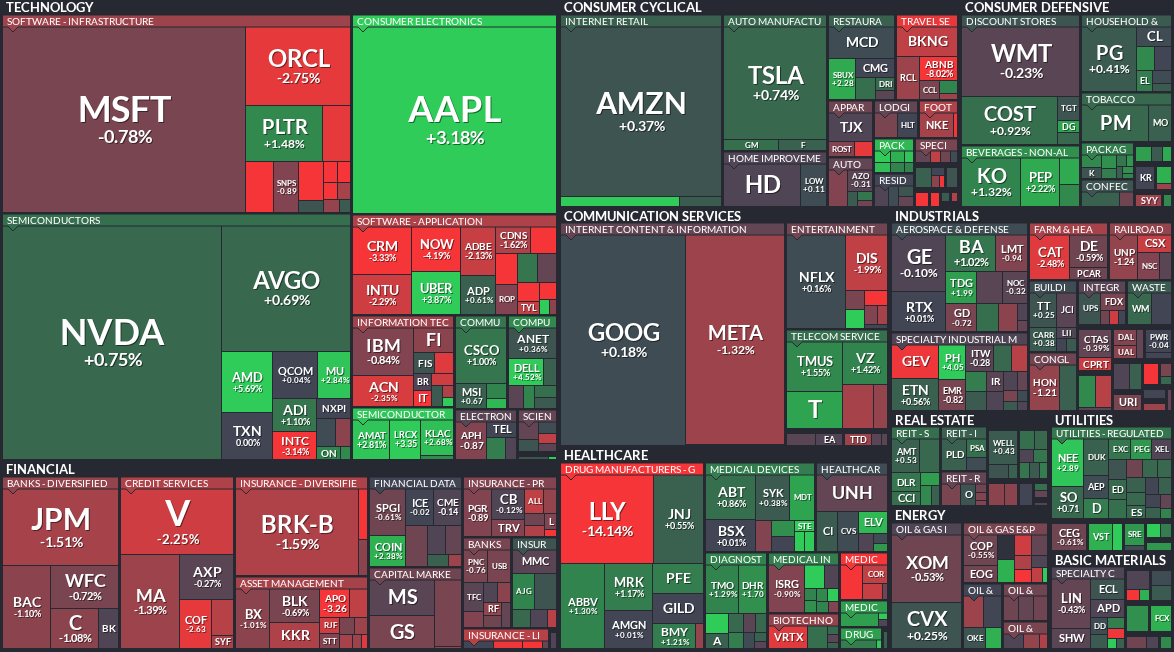 TECHNOLOGY
SOFTWARE - INFRASTRUCTURE
MSFT
-0.78%
ORCL
-2.75%
PLTR
+1.48%
SNPS
-0.89
CONSUMER ELECTRONICS
AAPL
+3.18%
SEMICONDUCTORS
NVDA
+0.75%
AVGO
+0.69%
AMD
+5.69%
QCOM
+0.04%
MU
+2.84%
TXN
0.00%
ADI
+1.10%
NXPI
INTC
-3.14%
ON
SOFTWARE - APPLICATION
CRM
-3.33%
NOW
-4.19%
ADBE
-2.13%
CDNS
-1.62%
INTU
-2.29%
UBER
+3.87%
ADP
+0.61%
ROP
TYL
INFORMATION TEC
IBM
-0.84%
FI
FIS
ACN
-2.35%
BR
IT
COMMU
CSCO
+1.00%
MSI
+0.67
COMPU
ANET
+0.36%
DELL
+4.52%
SEMICONDUCTOR
AMAT
+2.81%
LRCX
+3.35
KLAC
+2.68%
ELECTRON
APH
-0.87
TEL
SCIEN
CONSUMER CYCLICAL
INTERNET RETAIL
AMZN
+0.37%
AUTO MANUFACTU
TSLA
+0.74%
GM
F
HOME IMPROVEME
HD
LOW
+0.11
RESTAURA
MCD
SBUX
+2.28
CMG
DRI
TRAVEL SE
BKNG
RCL
ABNB
-8.02%
CCL
APPAR
TJX
ROST
LODGI
HLT
FOOT
NKE
AUTO
AZO
-0.31
PACK
SPECI
RESID
CONSUMER DEFENSIVE
DISCOUNT STORES
WMT
-0.23%
COST
+0.92%
TGT
DG
HOUSEHOLD &
PG
+0.41%
CL
EL
TOBACCO
PM
MO
BEVERAGES - NON-AL
KO
+1.32%
PEP
+2.22%
PACKAG
K
KR
CONFEC
SYY
COMMUNICATION SERVICES
INTERNET CONTENT & INFORMATION
GOOG
+0.18%
META
-1.32%
ENTERTAINMENT
NFLX
+0.16%
DIS
-1.99%
TELECOM SERVICE
TMUS
+1.55%
VZ
+1.42%
T
EA
TTD
INDUSTRIALS
AEROSPACE & DEFENSE
GE
-0.10%
BA
+1.02%
LMT
-0.94
RTX
+0.01%
TDG
+1.99
NOC
-0.32
GD
-0.72
FARM & HEA
CAT
-2.48%
DE
-0.59%
PCAR
RAILROAD
UNP
-1.24
CSX
NSC
BUILDI
TT
+0.25
JCI
CARR
+0.38
LII
INTEGR
UPS
FDX
WASTE
WM
SPECIALTY INDUSTRIAL M
GEV
PH
+4.05
ITW
-0.28
ETN
+0.56%
EMR
-0.82
IR
CONGL
HON
-1.21
CTAS
-0.39%
CPRT
DAL
UAL
PWR
-0.04
URI
FINANCIAL
BANKS - DIVERSIFIED
JPM
-1.51%
BAC
-1.10%
WFC
-0.72%
C
-1.08%
BK
CREDIT SERVICES
V
-2.25%
MA
-1.39%
AXP
-0.27%
COF
-2.63
SYF
INSURANCE - DIVERSIFIE
BRK-B
-1.59%
ASSET MANAGEMENT
BX
-1.01%
BLK
-0.69%
APO
-3.26
KKR
RJF
STT
FINANCIAL DATA
SPGI
-0.61%
ICE
-0.02
CME
-0.14
COIN
+2.38%
CAPITAL MARKE
MS
GS
INSURANCE - PR
PGR
-0.89
CB
-0.12%
ALL
TRV
L
BANKS
PNC
-0.76
USB
TFC
RF
INSUR
MMC
AJG
INSURANCE - LI
HEALTHCARE
DRUG MANUFACTURERS - G
LLY
-14.14%
JNJ
+0.55%
ABBV
+1.30%
MRK
+1.17%
PFE
AMGN
+0.01%
GILD
BMY
+1.21%
MEDICAL DEVICES
ABT
+0.86%
SYK
+0.38%
MDT
BSX
+0.01%
STE
HEALTHCAR
UNH
CI
CVS
ELV
DIAGNOST
TMO
+1.29%
DHR
+1.70
A
MEDICAL IN
ISRG
-0.90%
BIOTECHNO
VRTX
MEDIC
COR
MEDIC
DRUG
REAL ESTATE
REIT - S
AMT
+0.53
DLR
CCI
REIT - I
PLD
PSA
REIT - R
O
WELL
+0.43
UTILITIES
UTILITIES - REGULATED
NEE
+2.89
DUK
EXC
PEG
XEL
SO
+0.71
AEP
ED
D
ES
CEG
-0.61%
VST
SRE
ENERGY
OIL & GAS I
XOM
-0.53%
CVX
+0.25%
OIL & GAS E&P
COP
-0.55%
EOG
OIL &
OKE
OIL &
OIL &
BASIC MATERIALS
SPECIALTY C
LIN
-0.43%
ECL
APD
SHW
DD
FCX